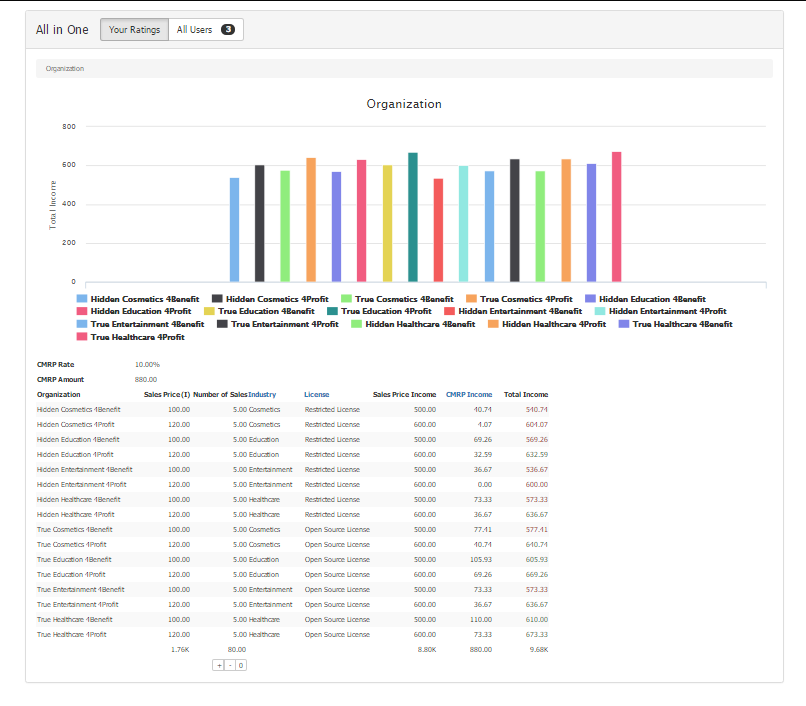 All in One Your Ratings All Users 3
Organization
Organization
800
600
400
200
0
Total Income
Hidden Cosmetics 4Benefit Hidden Cosmetics 4Profit True Cosmetics 4Benefit True Cosmetics 4Profit Hidden Education 4Benefit
Hidden Education 4Profit True Education 4Benefit True Education 4Profit Hidden Entertainment 4Benefit Hidden Entertainment 4Profit
True Entertainment 4Benefit True Entertainment 4Profit Hidden Healthcare 4Benefit Hidden Healthcare 4Profit True Healthcare 4Benefit
True Healthcare 4Profit
CMRP Rate 10.00%
CMRP Amount 880.00
Organization Sales Price (I) Number of Sales Industry License Sales Price Income CMRP Income Total Income
Hidden Cosmetics 4Benefit 100.00 5.00 Cosmetics Restricted License 500.00 40.74 540.74
Hidden Cosmetics 4Profit 120.00 5.00 Cosmetics Restricted License 600.00 4.07 604.07
Hidden Education 4Benefit 100.00 5.00 Education Restricted License 500.00 69.26 569.26
Hidden Education 4Profit 120.00 5.00 Education Restricted License 600.00 32.59 632.59
Hidden Entertainment 4Benefit 100.00 5.00 Entertainment Restricted License 500.00 36.67 536.67
Hidden Entertainment 4Profit 120.00 5.00 Entertainment Restricted License 600.00 0.00 600.00
Hidden Healthcare 4Benefit 100.00 5.00 Healthcare Restricted License 500.00 73.33 573.33
Hidden Healthcare 4Profit 120.00 5.00 Healthcare Restricted License 600.00 36.67 636.67
True Cosmetics 4Benefit 100.00 5.00 Cosmetics Open Source License 500.00 77.41 577.41
True Cosmetics 4Profit 120.00 5.00 Cosmetics Open Source License 600.00 40.74 640.74
True Education 4Benefit 100.00 5.00 Education Open Source License 500.00 105.93 605.93
True Education 4Profit 120.00 5.00 Education Open Source License 600.00 69.26 669.26
True Entertainment 4Benefit 100.00 5.00 Entertainment Open Source License 500.00 73.33 573.33
True Entertainment 4Profit 120.00 5.00 Entertainment Open Source License 600.00 36.67 636.67
True Healthcare 4Benefit 100.00 5.00 Healthcare Open Source License 500.00 110.00 610.00
True Healthcare 4Profit 120.00 5.00 Healthcare Open Source License 600.00 73.33 673.33
1.76K 80.00 8.80K 880.00 9.68K
+ - 0